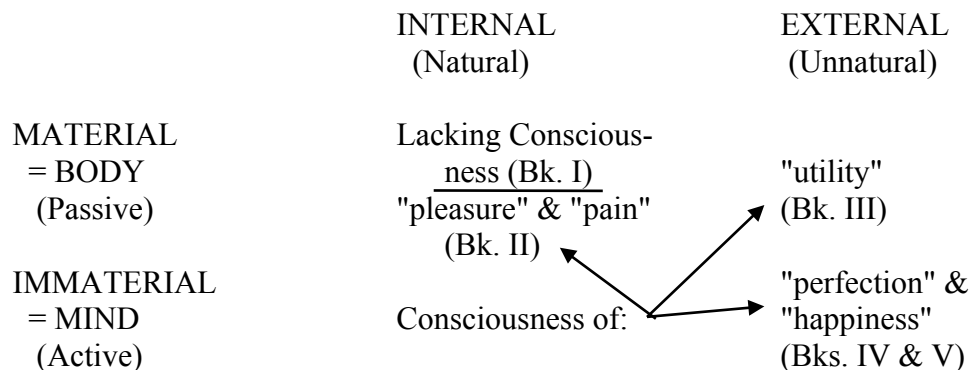 INTERNAL EXTERNAL
(Natural) (Unnatural)
MATERIAL Lacking Conscious-
= BODY ness (Bk. I) "utility"
(Passive) "pleasure" & "pain" (Bk. III)
(Bk. II)
IMMATERIAL "perfection" &
= MIND Consciousness of: "happiness"
(Active) (Bks. IV & V)